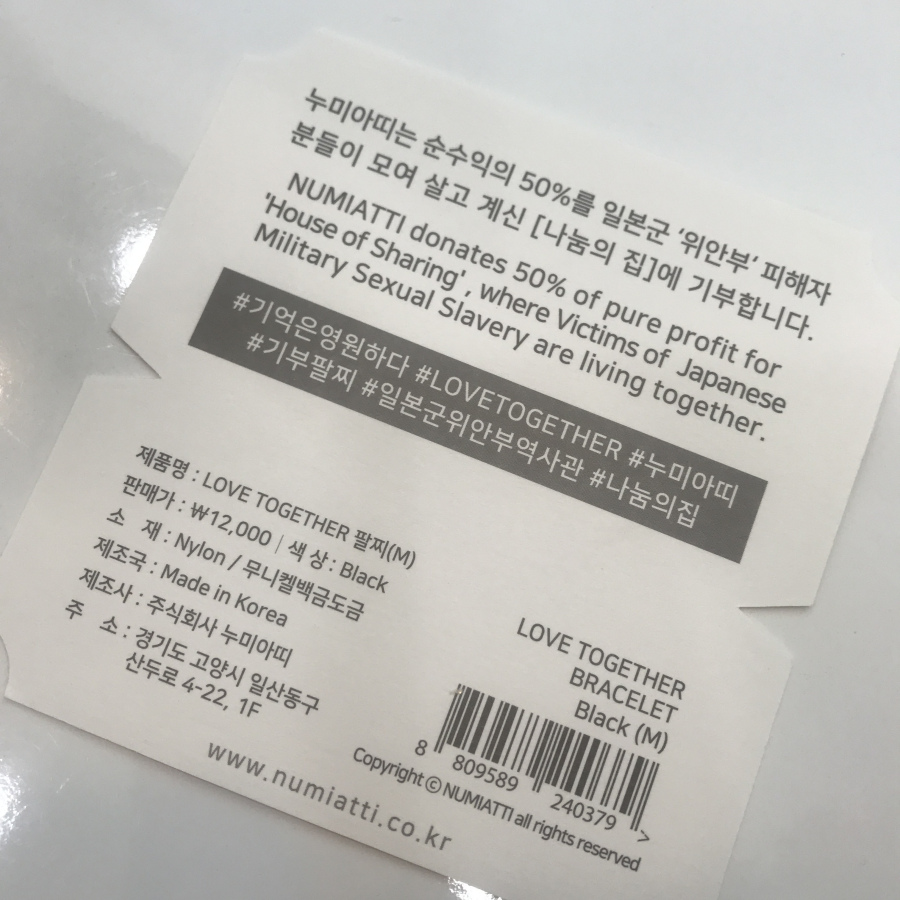 누미아띠는 순수익의 50%를 일본군 ‘위안부’ 피해자
분들이 모여 살고 계신 [나눔의 집]에 기부합니다.
NUMIATTI donates 50% of pure profit for
'House of Sharing', where Victims of Japanese
Military Sexual Slavery are living together.
#기억은영원하다 #LOVETOGETHER #누미아띠
#기부팔찌 #일본군위안부역사관 #나눔의집
제품명 : LOVE TOGETHER 팔찌(M)
판매가 : ₩12,000 | 색 상 : Black
소 재 : Nylon / 무니켈백금도금
제조국 : Made in Korea
제조사 : 주식회사 누미아띠
주 소 : 경기도 고양시 일산동구
산두로 4-22, 1F
www.numiatti.co.kr
LOVE TOGETHER
BRACELET
Black (M)
8 809589 240379 >
Copyright ⓒ NUMIATTI all rights reserved